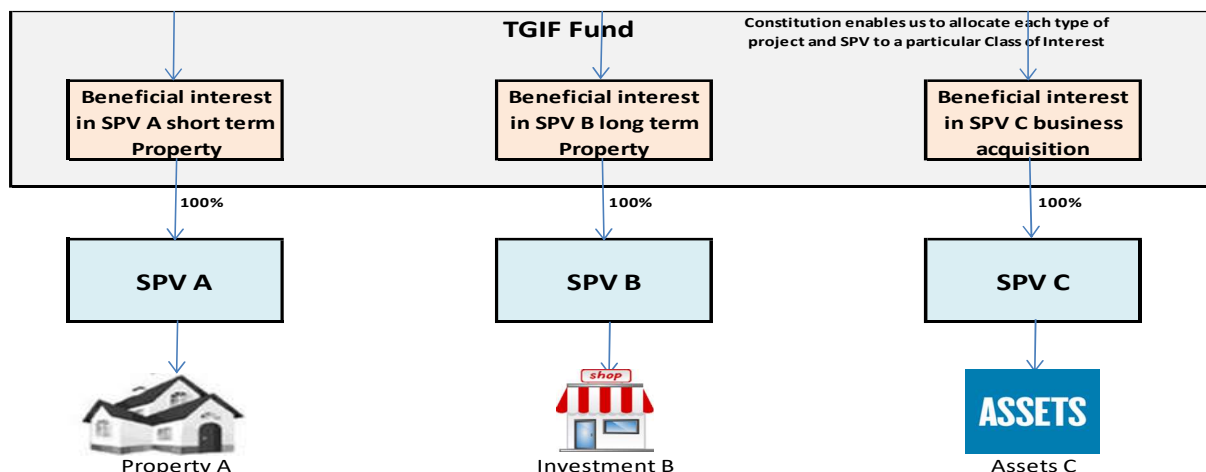 TGIF Fund
Constitution enables us to allocate each type of
project and SPV to a particular Class of Interest
Beneficial interest
in SPV A short term
Property
Beneficial interest
in SPV B long term
Property
Beneficial interest
in SPV C business
acquisition
100%
100%
100%
SPV A
SPV B
SPV C
shop
ASSETS
Property A
Investment B
Assets C